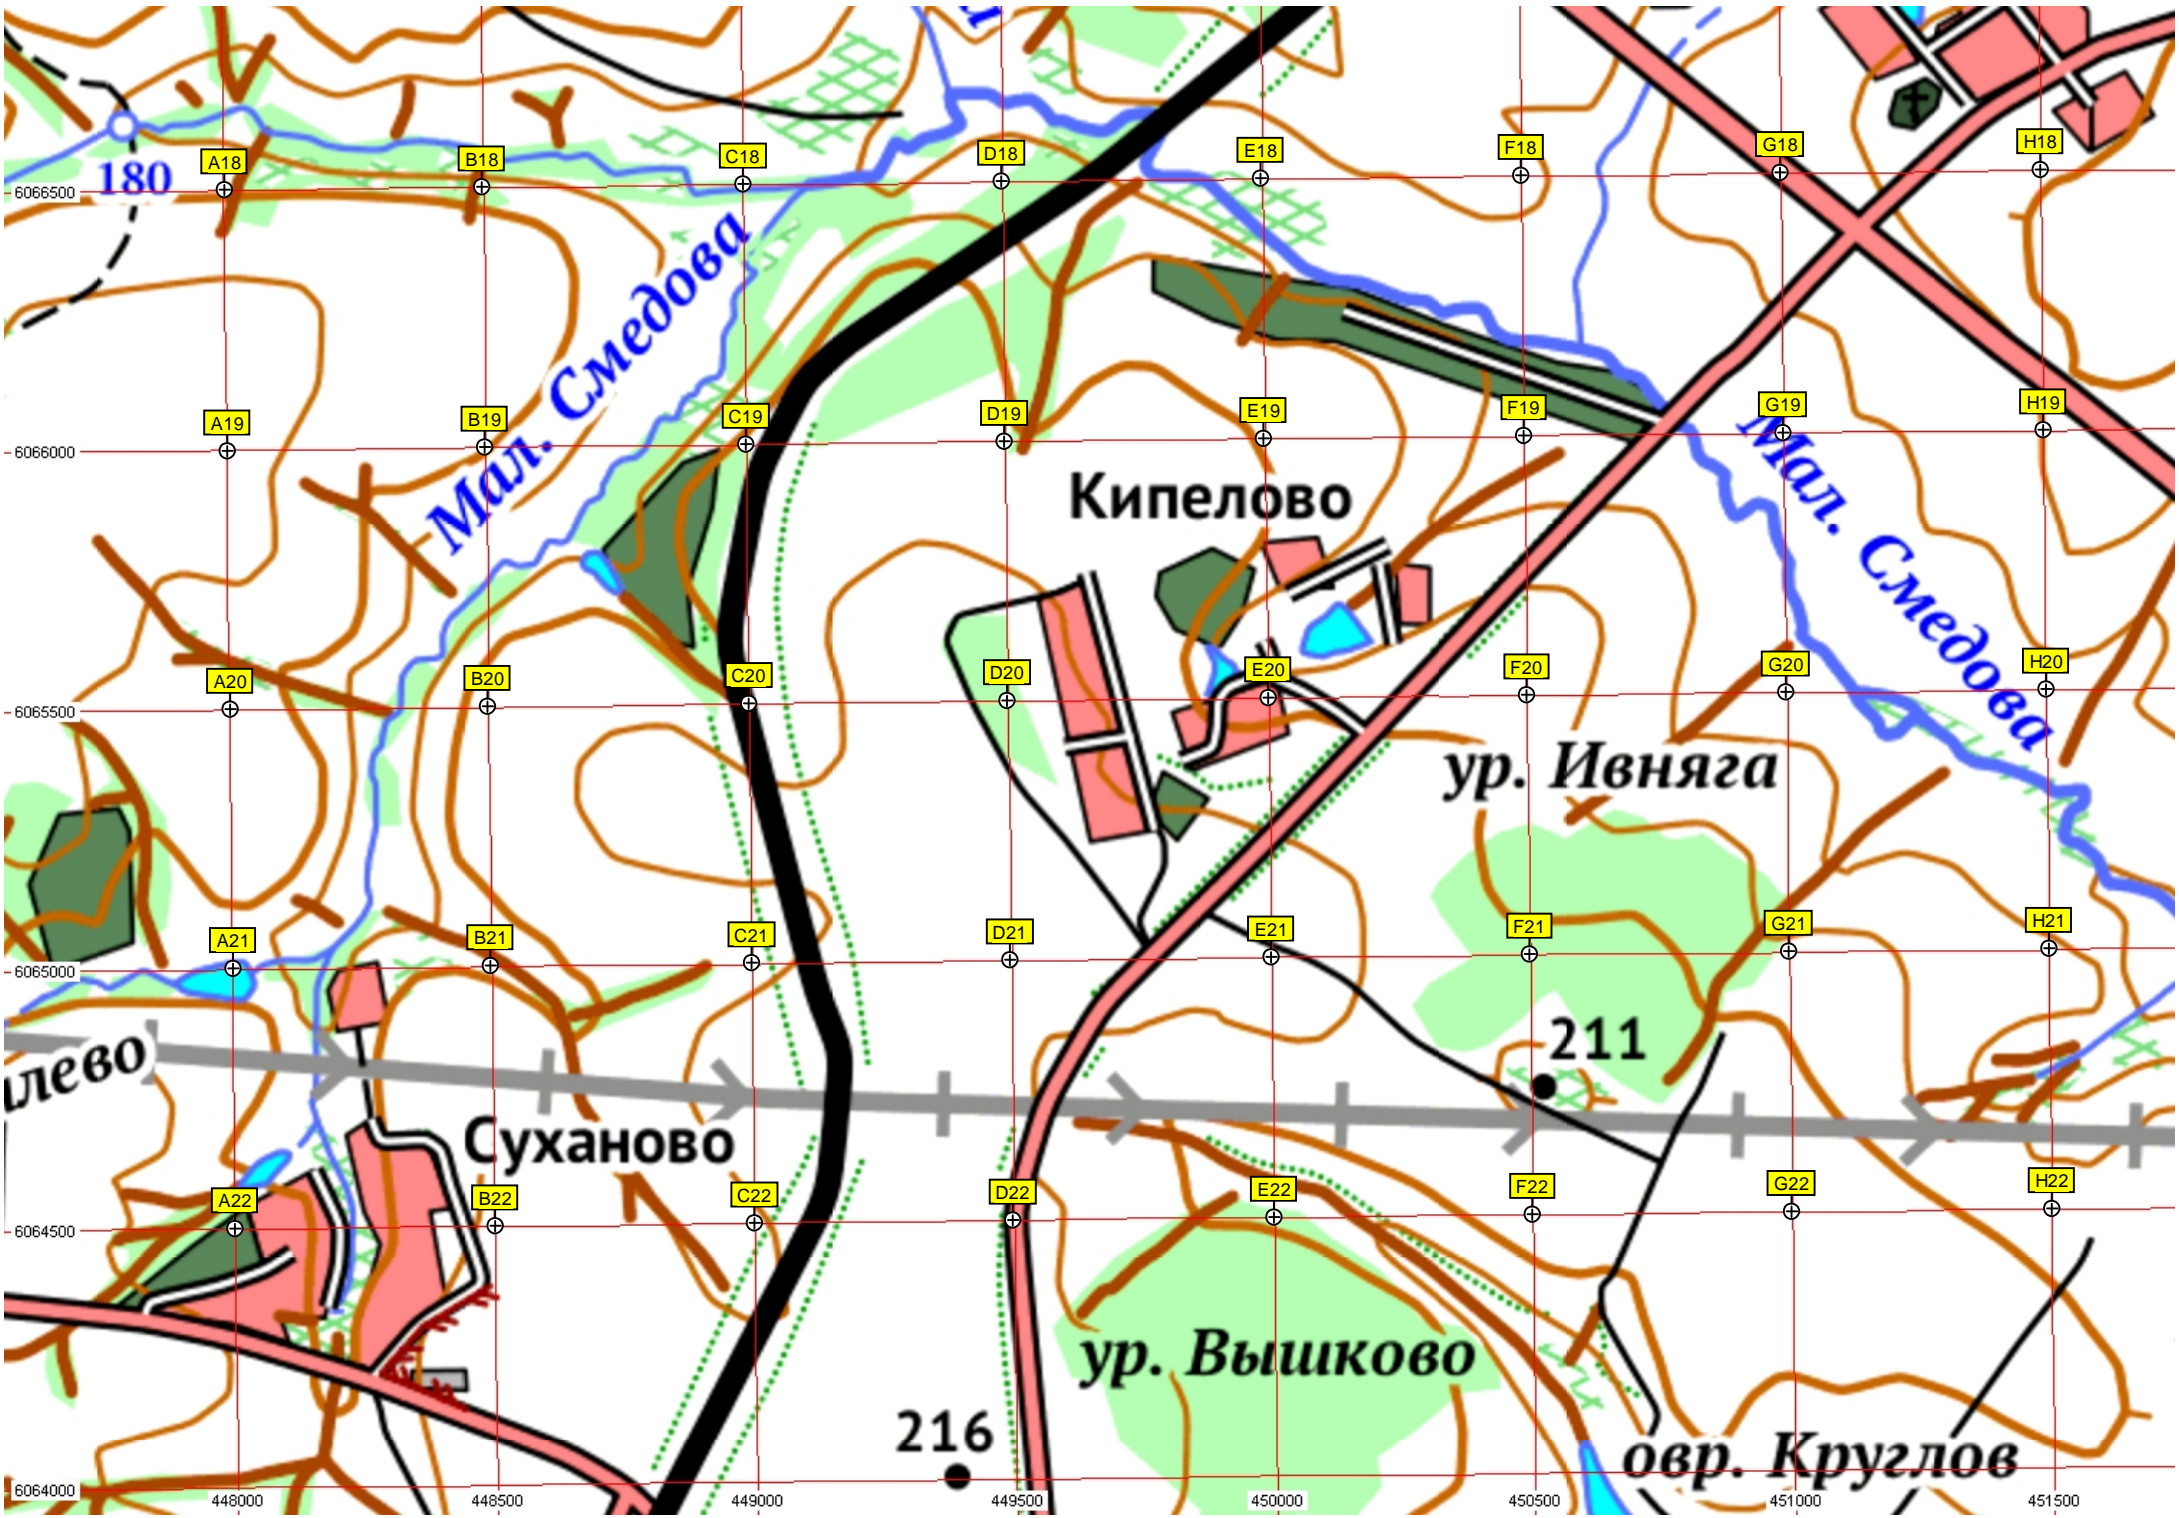 180
A18 B18 C18 D18 E18 F18 G18 H18
6066500
Мал. Смедова
A19 B19 C19 D19 E19 F19 G19 H19
6066000
Кипелово
Мал. Смедова
A20 B20 C20 D20 E20 F20 G20 H20
6065500
ур. Ивняга
A21 B21 C21 D21 E21 F21 G21 H21
6065000
211
лево
Суханово
A22 B22 C22 D22 E22 F22 G22 H22
6064500
ур. Вышково
216
овр. Круглов
6064000
448000 448500 449000 449500 450000 450500 451000 451500